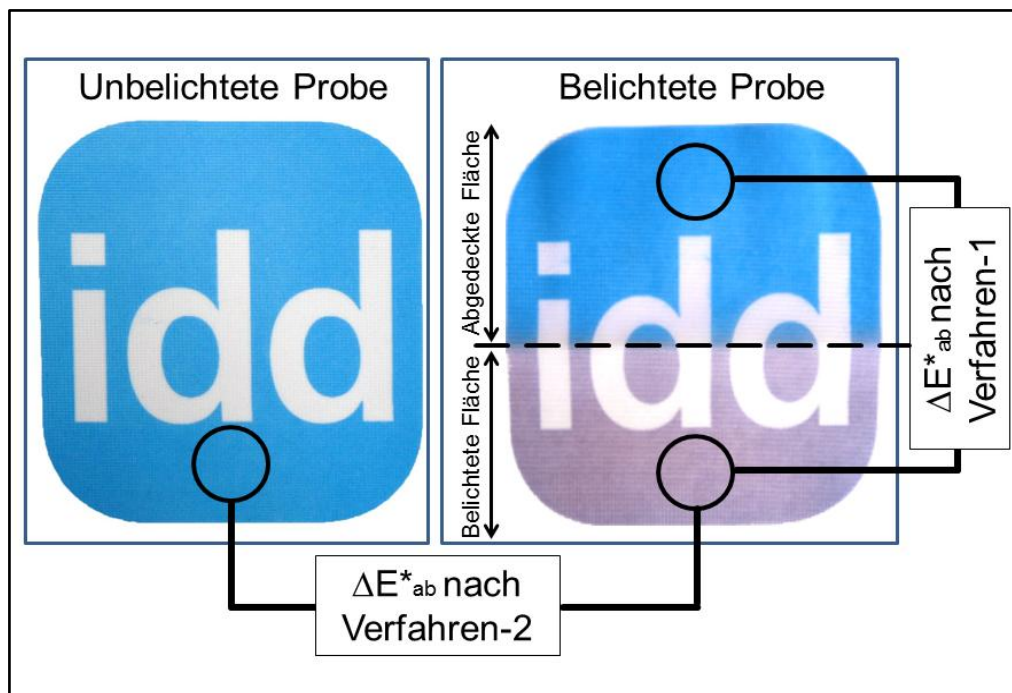 Unbelichtete Probe
idd
Belichtete Probe
Abgedeckte Fläche
Belichtete Fläche
idd
ΔE*ab nach
Verfahren-1
ΔE*ab nach
Verfahren-2